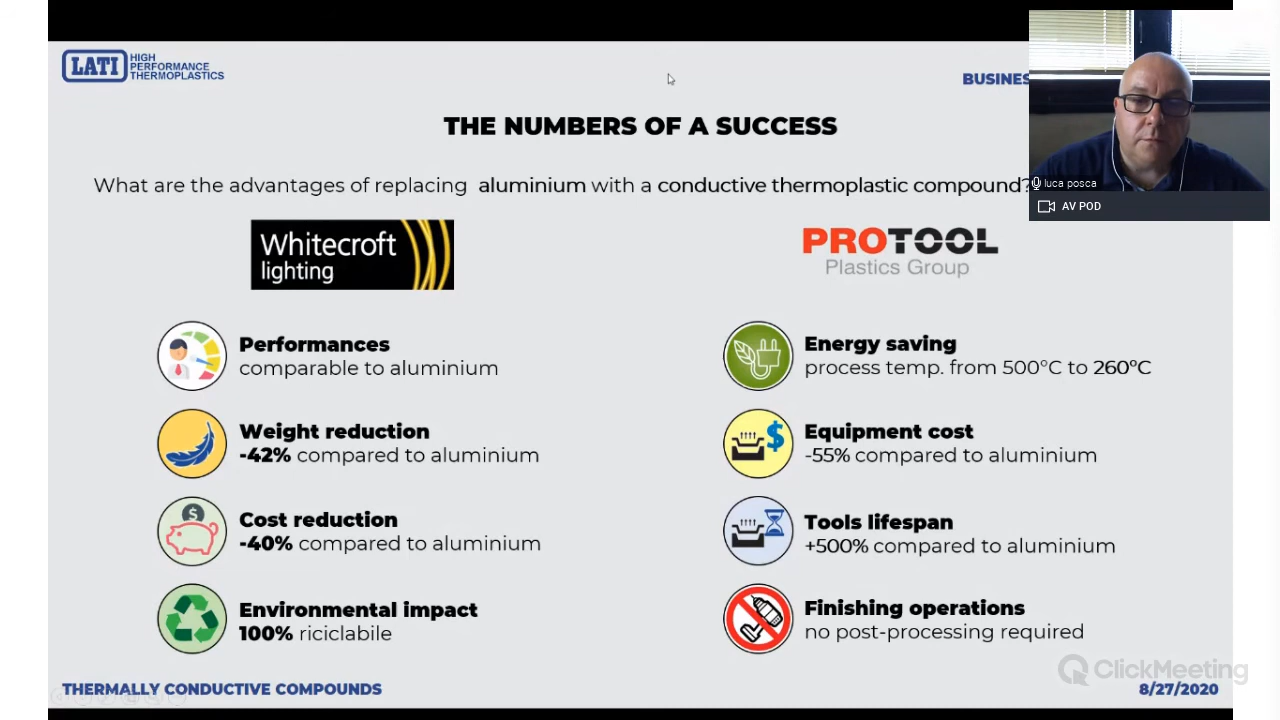 LATI
HIGH
PERFORMANCE
THERMOPLASTICS
BUSINES
THE NUMBERS OF A SUCCESS
What are the advantages of replacing aluminium with a conductive thermoplastic compound?
luca posca
AV POD
Whitecroft
lighting
PROTOOL
Plastics Group
Performances
comparable to aluminium
Weight reduction
-42% compared to aluminium
$
Cost reduction
-40% compared to aluminium
Environmental impact
100% riciclabile
Energy saving
process temp. from 500°C to 260°C
$
Equipment cost
-55% compared to aluminium
Tools lifespan
+500% compared to aluminium
Finishing operations
no post-processing required
ClickMeeting
THERMALLY CONDUCTIVE COMPOUNDS
8/27/2020